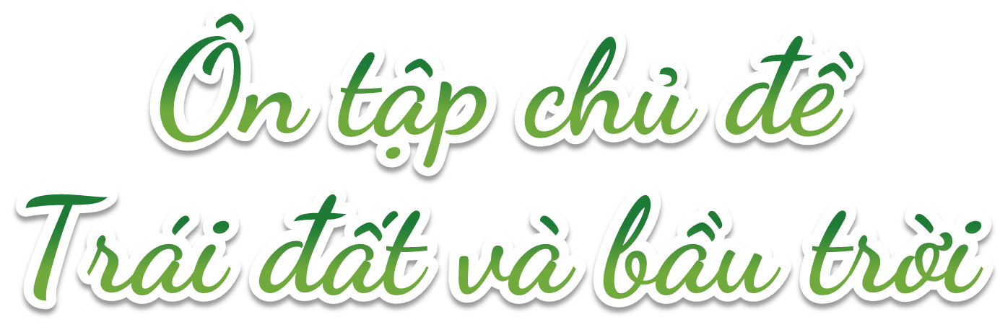 Ôn tập chủ đề
Trái đất và bầu trời